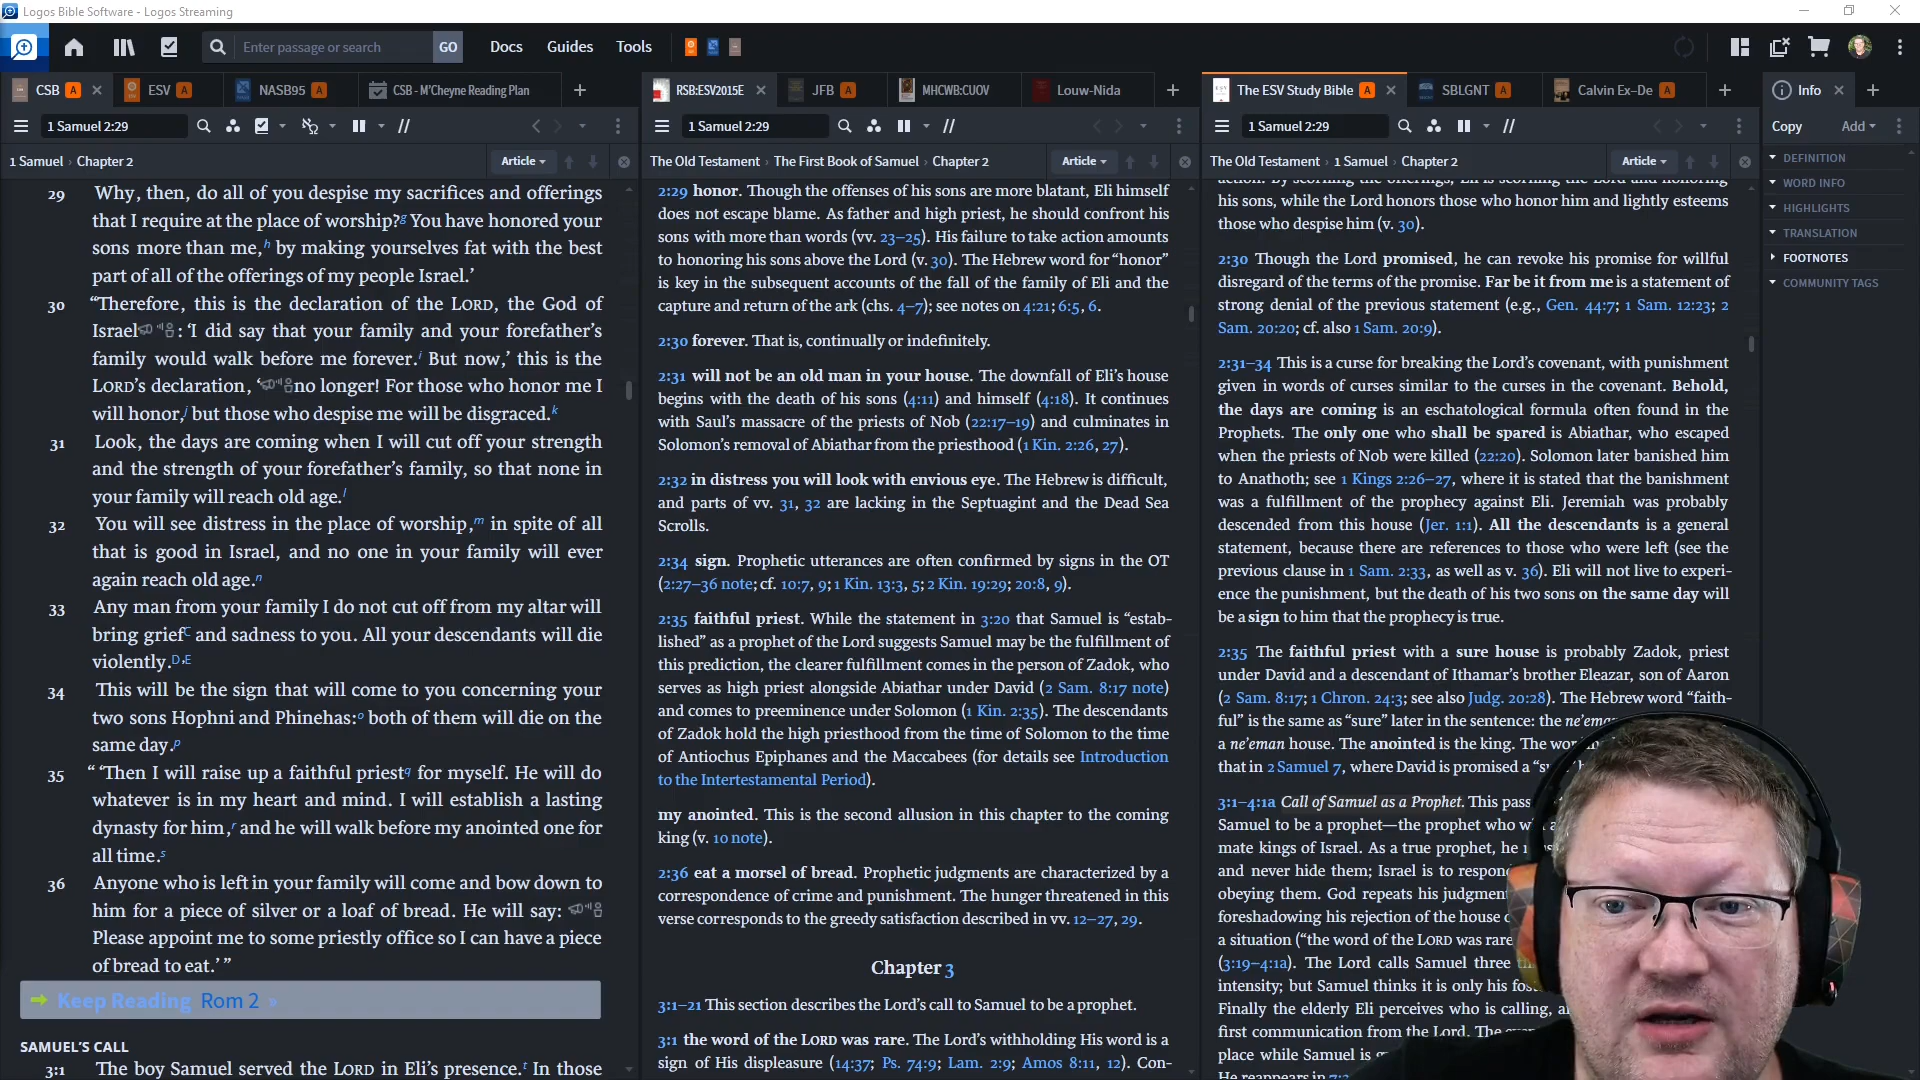 Logos Bible Software - Logos Streaming
Enter passage or search GO Docs Guides Tools
CSB A ESV A NASB95 A CSB - M'Cheyne Reading Plan
1 Samuel 2:29
1 Samuel › Chapter 2 Article
29 Why, then, do all of you despise my sacrifices and offerings
that I require at the place of worship?g You have honored your
sons more than me,h by making yourselves fat with the best
part of all of the offerings of my people Israel.’
30 “Therefore, this is the declaration of the LORD, the God of
Israel: ‘I did say that your family and your forefather’s
family would walk before me forever.i But now,’ this is the
LORD’s declaration, ‘no longer! For those who honor me I
will honor,j but those who despise me will be disgraced.k
31 Look, the days are coming when I will cut off your strength
and the strength of your forefather’s family, so that none in
your family will reach old age.l
32 You will see distress in the place of worship,m in spite of all
that is good in Israel, and no one in your family will ever
again reach old age.n
33 Any man from your family I do not cut off from my altar will
bring griefC and sadness to you. All your descendants will die
violently.D,E
34 This will be the sign that will come to you concerning your
two sons Hophni and Phinehas:o both of them will die on the
same day.p
35 “ ‘Then I will raise up a faithful priestq for myself. He will do
whatever is in my heart and mind. I will establish a lasting
dynasty for him,r and he will walk before my anointed one for
all time.s
36 Anyone who is left in your family will come and bow down to
him for a piece of silver or a loaf of bread. He will say:
Please appoint me to some priestly office so I can have a piece
of bread to eat.’ ”
Keep Reading Rom 2 »
SAMUEL’S CALL
3:1 The boy Samuel served the LORD in Eli’s presence.t In those
RSB:ESV2015E JFB A MHCWB:CUOV Louw-Nida
1 Samuel 2:29
The Old Testament › The First Book of Samuel › Chapter 2 Article
2:29 honor. Though the offenses of his sons are more blatant, Eli himself
does not escape blame. As father and high priest, he should confront his
sons with more than words (vv. 23–25). His failure to take action amounts
to honoring his sons above the Lord (v. 30). The Hebrew word for “honor”
is key in the subsequent accounts of the fall of the family of Eli and the
capture and return of the ark (chs. 4–7); see notes on 4:21; 6:5, 6.
2:30 forever. That is, continually or indefinitely.
2:31 will not be an old man in your house. The downfall of Eli’s house
begins with the death of his sons (4:11) and himself (4:18). It continues
with Saul’s massacre of the priests of Nob (22:17–19) and culminates in
Solomon’s removal of Abiathar from the priesthood (1 Kin. 2:26, 27).
2:32 in distress you will look with envious eye. The Hebrew is difficult,
and parts of vv. 31, 32 are lacking in the Septuagint and the Dead Sea
Scrolls.
2:34 sign. Prophetic utterances are often confirmed by signs in the OT
(2:27–36 note; cf. 10:7, 9; 1 Kin. 13:3, 5; 2 Kin. 19:29; 20:8, 9).
2:35 faithful priest. While the statement in 3:20 that Samuel is “estab-
lished” as a prophet of the Lord suggests Samuel may be the fulfillment of
this prediction, the clearer fulfillment comes in the person of Zadok, who
serves as high priest alongside Abiathar under David (2 Sam. 8:17 note)
and comes to preeminence under Solomon (1 Kin. 2:35). The descendants
of Zadok hold the high priesthood from the time of Solomon to the time
of Antiochus Epiphanes and the Maccabees (for details see Introduction
to the Intertestamental Period).
my anointed. This is the second allusion in this chapter to the coming
king (v. 10 note).
2:36 eat a morsel of bread. Prophetic judgments are characterized by a
correspondence of crime and punishment. The hunger threatened in this
verse corresponds to the greedy satisfaction described in vv. 12–27, 29.
Chapter 3
3:1–21 This section describes the Lord’s call to Samuel to be a prophet.
3:1 the word of the LORD was rare. The Lord’s withholding His word is a
sign of His displeasure (14:37; Ps. 74:9; Lam. 2:9; Amos 8:11, 12). Con-
The ESV Study Bible A SBLGNT A Calvin Ex–De A
1 Samuel 2:29
The Old Testament › 1 Samuel › Chapter 2 Article
action. By scorning the offerings, Eli is scorning the Lord and honoring
his sons, while the Lord honors those who honor him and lightly esteems
those who despise him (v. 30).
2:30 Though the Lord promised, he can revoke his promise for willful
disregard of the terms of the promise. Far be it from me is a statement of
strong denial of the previous statement (e.g., Gen. 44:7; 1 Sam. 12:23; 2
Sam. 20:20; cf. also 1 Sam. 20:9).
2:31–34 This is a curse for breaking the Lord’s covenant, with punishment
given in words of curses similar to the curses in the covenant. Behold,
the days are coming is an eschatological formula often found in the
Prophets. The only one who shall be spared is Abiathar, who escaped
when the priests of Nob were killed (22:20). Solomon later banished him
to Anathoth; see 1 Kings 2:26–27, where it is stated that the banishment
was a fulfillment of the prophecy against Eli. Jeremiah was probably
descended from this house (Jer. 1:1). All the descendants is a general
statement, because there are references to those who were left (see the
previous clause in 1 Sam. 2:33, as well as v. 36). Eli will not live to experi-
ence the punishment, but the death of his two sons on the same day will
be a sign to him that the prophecy is true.
2:35 The faithful priest with a sure house is probably Zadok, priest
under David and a descendant of Ithamar’s brother Eleazar, son of Aaron
(2 Sam. 8:17; 1 Chron. 24:3; see also Judg. 20:28). The Hebrew word “faith-
ful” is the same as “sure” later in the sentence: the ne’eman
a ne’eman house. The anointed is the king. The
that in 2 Samuel 7, where David is promised a
3:1–4:1a Call of Samuel as a Prophet. This
Samuel to be a prophet—the prophet who
mate kings of Israel. As a true prophet, he
and never hide them; Israel is to
obeying them. God repeats his
foreshadowing his rejection of the house
a situation (“the word of the LORD was rare
(3:19–4:1a). The Lord calls Samuel three
intensity; but Samuel thinks it is only his
Finally the elderly Eli perceives who is calling,
first communication from the Lord. The
place while Samuel is
He reappears in
Info
Copy Add
DEFINITION
WORD INFO
HIGHLIGHTS
TRANSLATION
FOOTNOTES
COMMUNITY TAGS